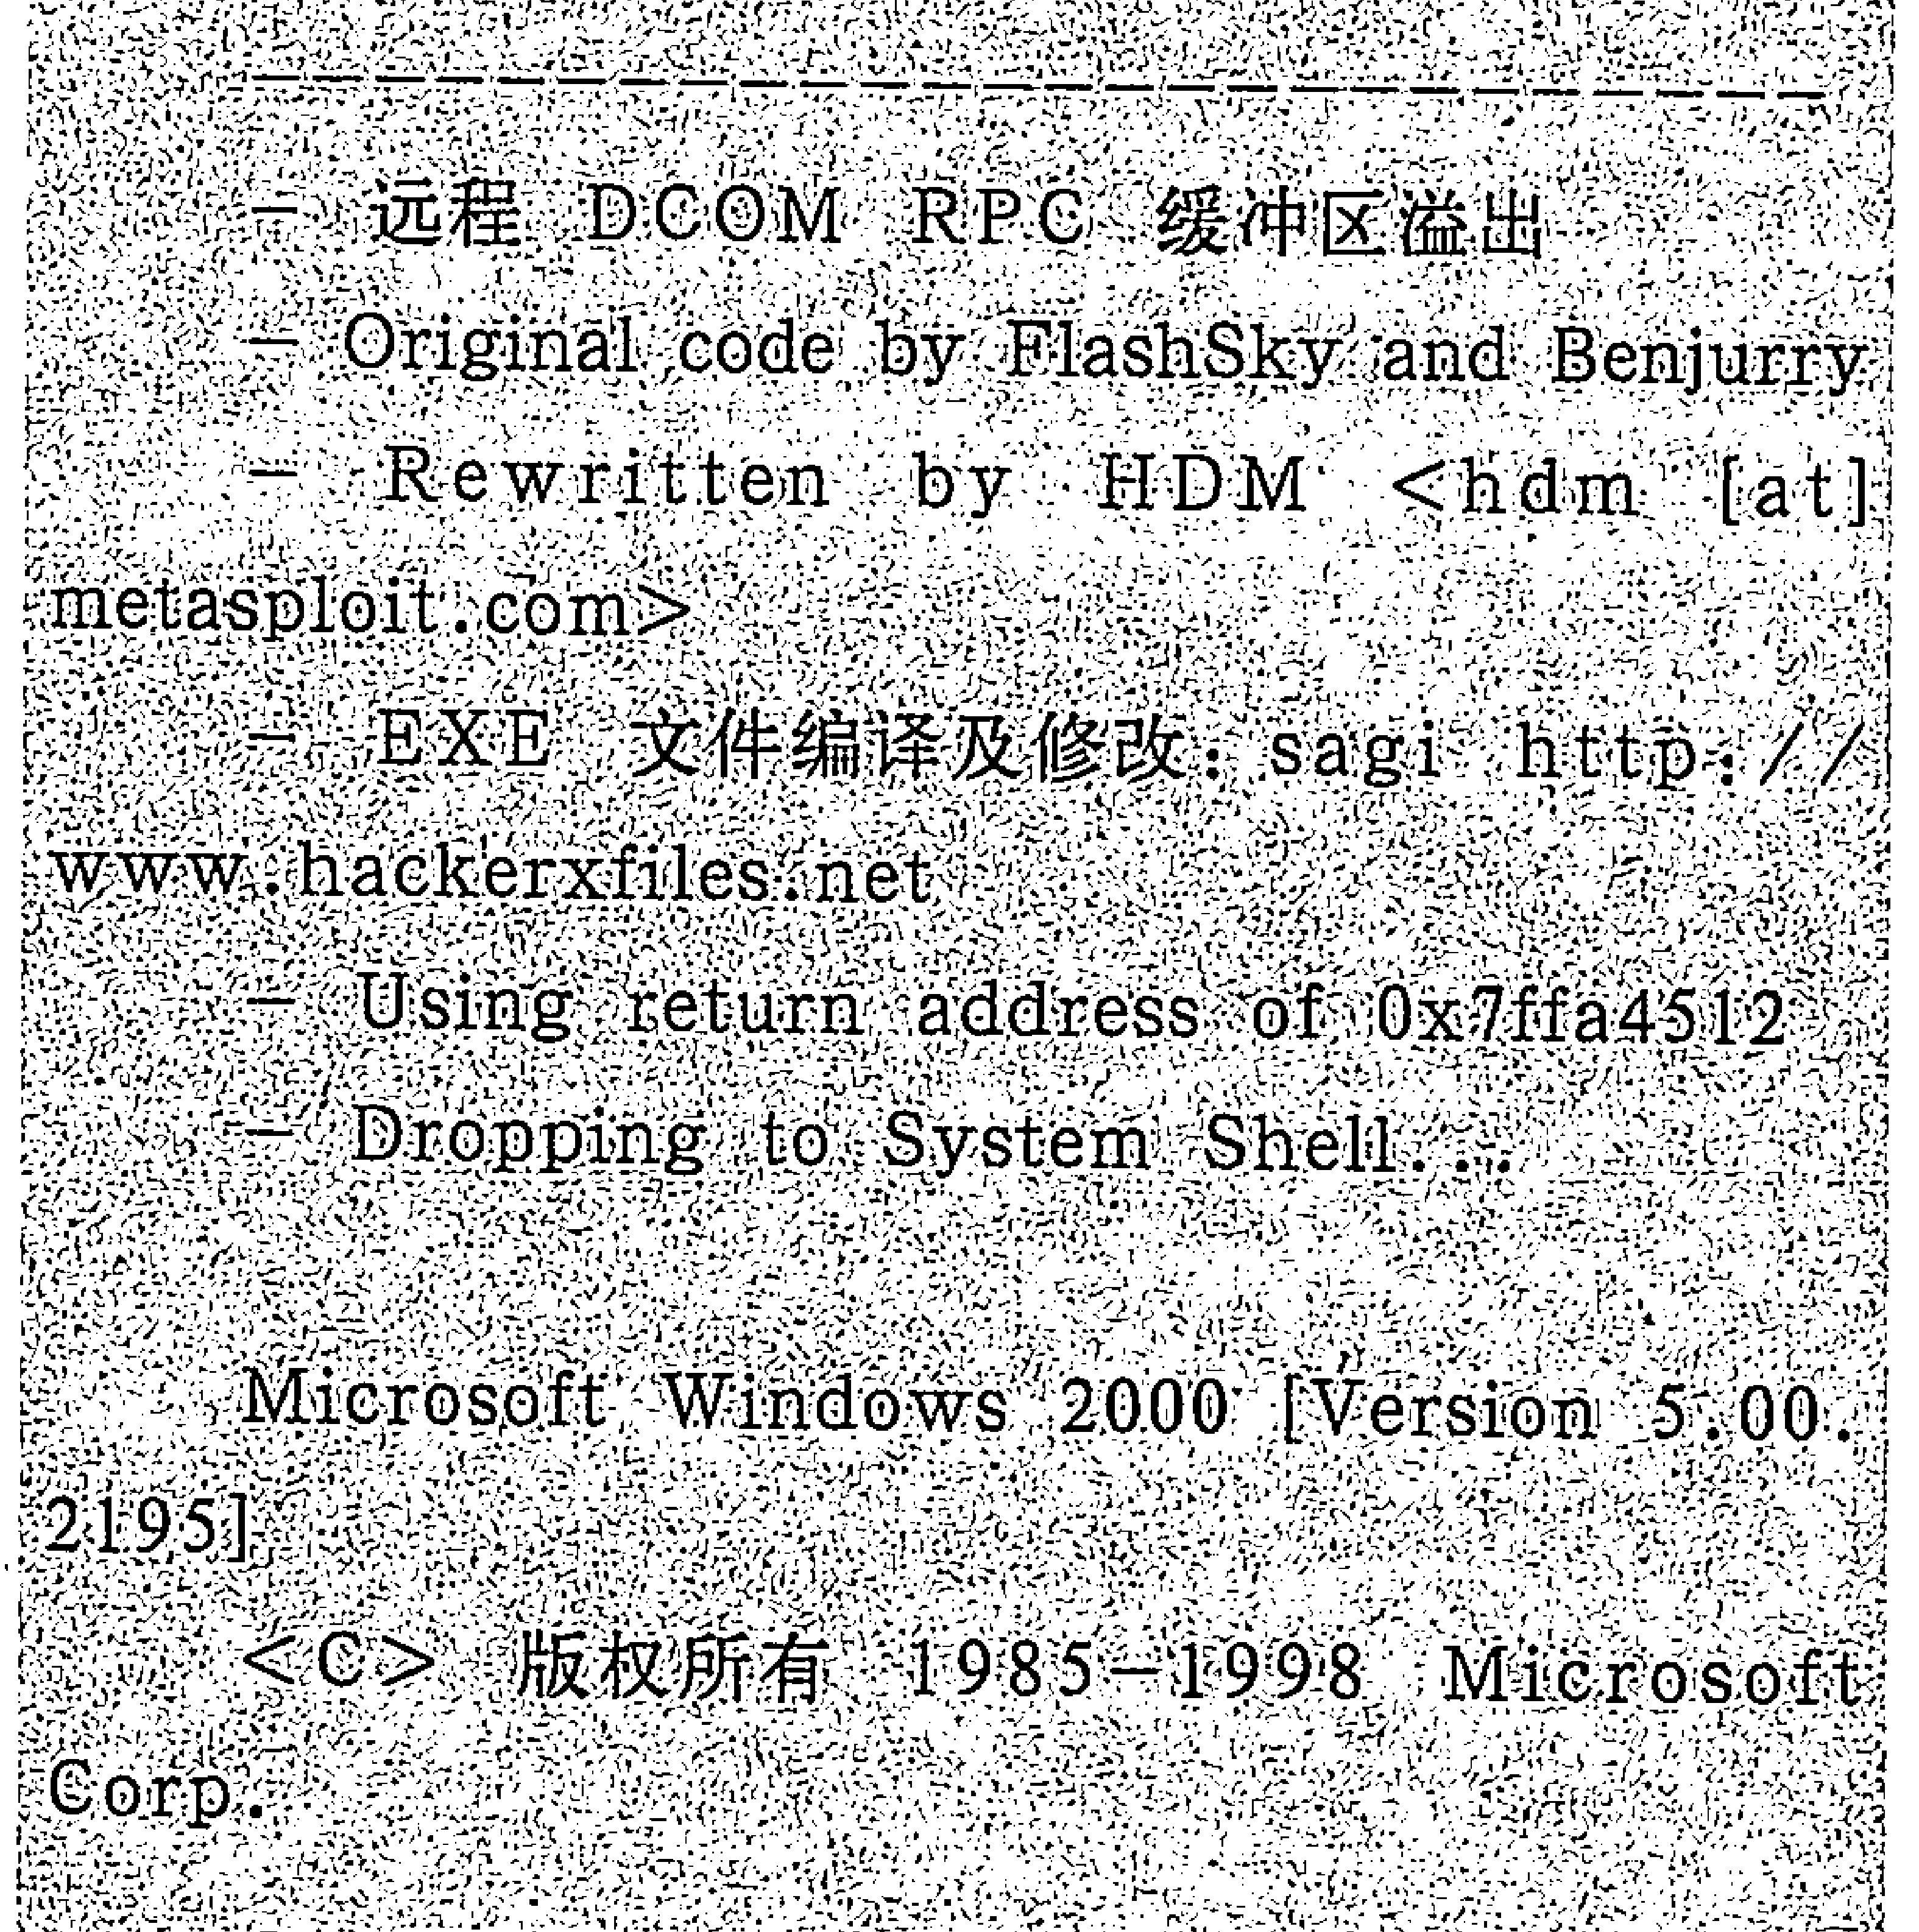 --------------------------
- 远程 DCOM RPC 缓冲区溢出
- Original code by FlashSky and Benjurry
- Rewritten by HDM <hdm [at]
metasploit.com>
- EXE 文件编译及修改: sagi http://
www.hackerxfiles.net
- Using return address of 0x7ffa4512
- Dropping to System Shell...
Microsoft Windows 2000 [Version 5.00.
2195]
<C> 版权所有 1985-1998 Microsoft
Corp.